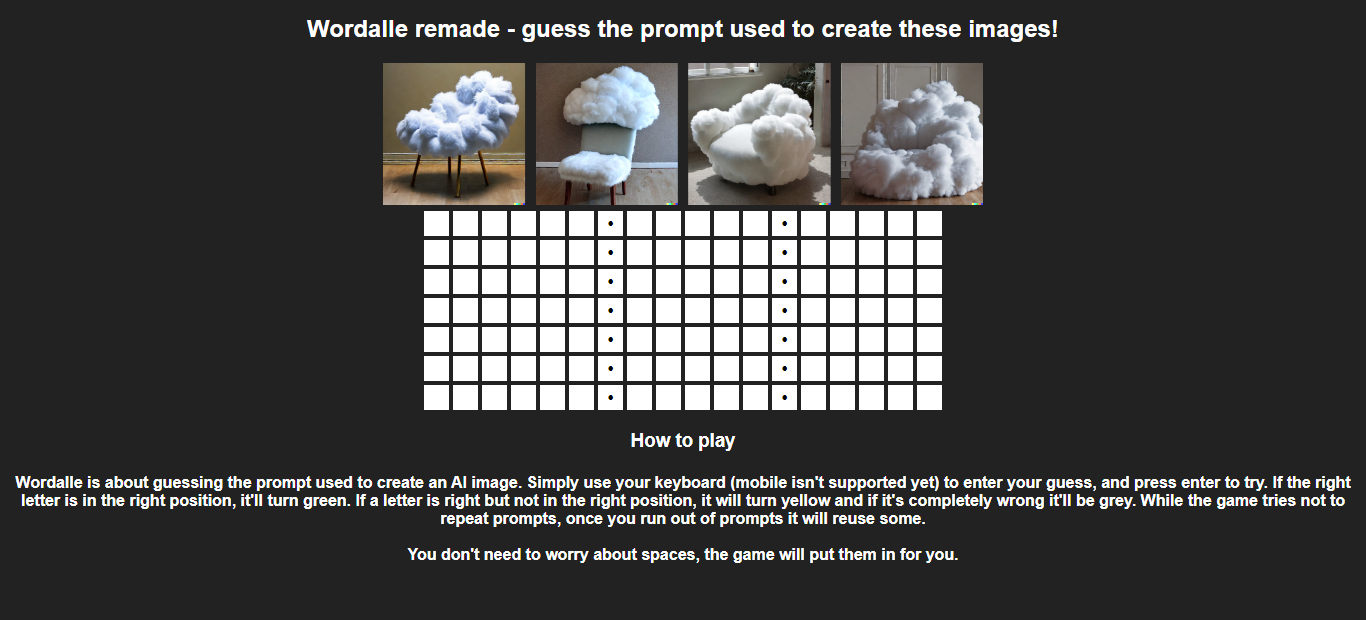 Wordalle remade - guess the prompt used to create these images!
• •
• •
• •
• •
• •
• •
• •
How to play
Wordalle is about guessing the prompt used to create an AI image. Simply use your keyboard (mobile isn't supported yet) to enter your guess, and press enter to try. If the right
letter is in the right position, it'll turn green. If a letter is right but not in the right position, it will turn yellow and if it's completely wrong it'll be grey. While the game tries not to
repeat prompts, once you run out of prompts it will reuse some.
You don't need to worry about spaces, the game will put them in for you.